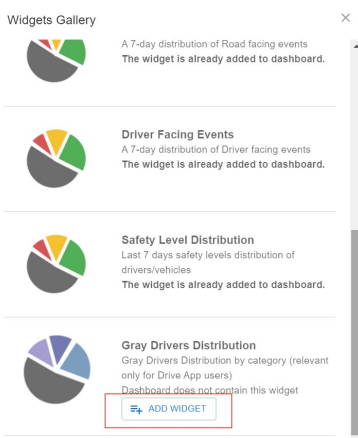 Widgets Gallery
A 7-day distribution of Road facing events
The widget is already added to dashboard.
Driver Facing Events
A 7-day distribution of Driver facing events
The widget is already added to dashboard.
Safety Level Distribution
Last 7 days safety levels distribution of
drivers/vehicles
The widget is already added to dashboard.
Gray Drivers Distribution
Gray Drivers Distribution by category (relevant
only for Drive App users)
Dashboard does not contain this widget
ADD WIDGET